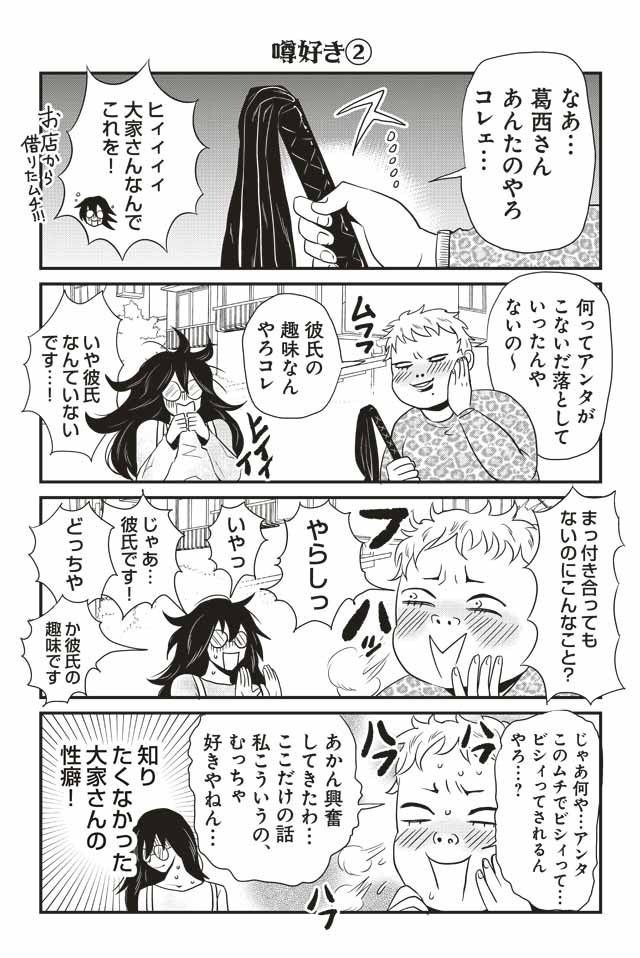 噂好き②
なぁ…
葛西さん
あんたのやろ
コレェ…
ズ…
ヒィィィィ
大家さんなんで
これを！
お店から
借りたムチ!!!
何ってアンタが
こないだ落として
いったんや
ないの〜
ムフフ
彼氏の
趣味なん
やろコレ
いや彼氏
なんていない
です…！
ヒィィィ
まっ付き合っても
ないのにこんなこと？
フー
ハァ
やらしっ
いやっ
じゃあ…
彼氏です！
どっちや
か彼氏の
趣味です
じゃあ何や…アンタ
このムチでビシィって…
ビシィってされるん
やろ…？
フー
ハァ
あかん興奮
してきたわ…
ここだけの話
私こういうの、
むっちゃ
好きやねん…
知り
たくなかった
大家さんの
性癖！